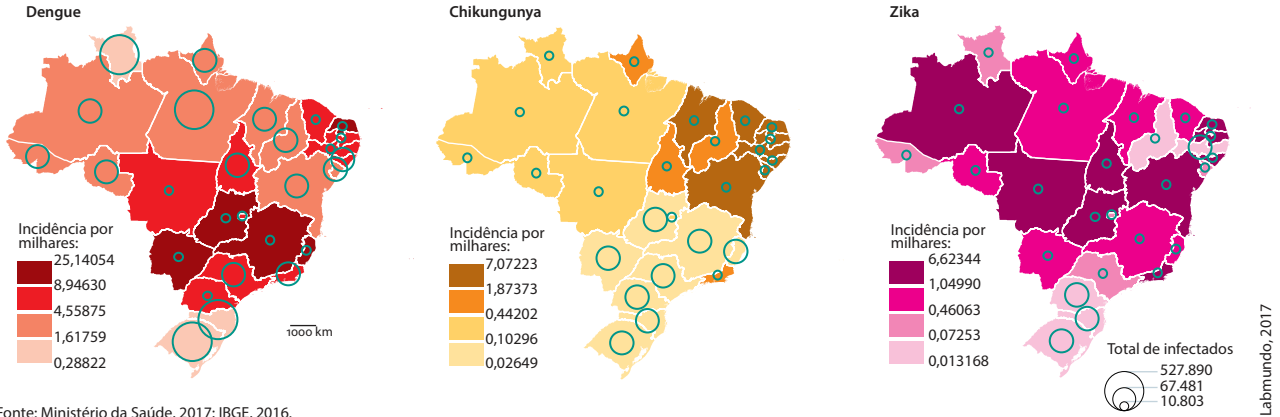 Dengue
Incidência por
milhares:
25,14054
8,94630
4,55875
1,61759
0,28822
1000 km
Chikungunya
Incidência por
milhares:
7,07223
1,87373
0,44202
0,10296
0,02649
Zika
Incidência por
milhares:
6,62344
1,04990
0,46063
0,07253
0,013168
Total de infectados
527.890
67.481
10.803
Labmundo, 2017
Fonte: Ministério da Saúde, 2017; IBGE, 2016.